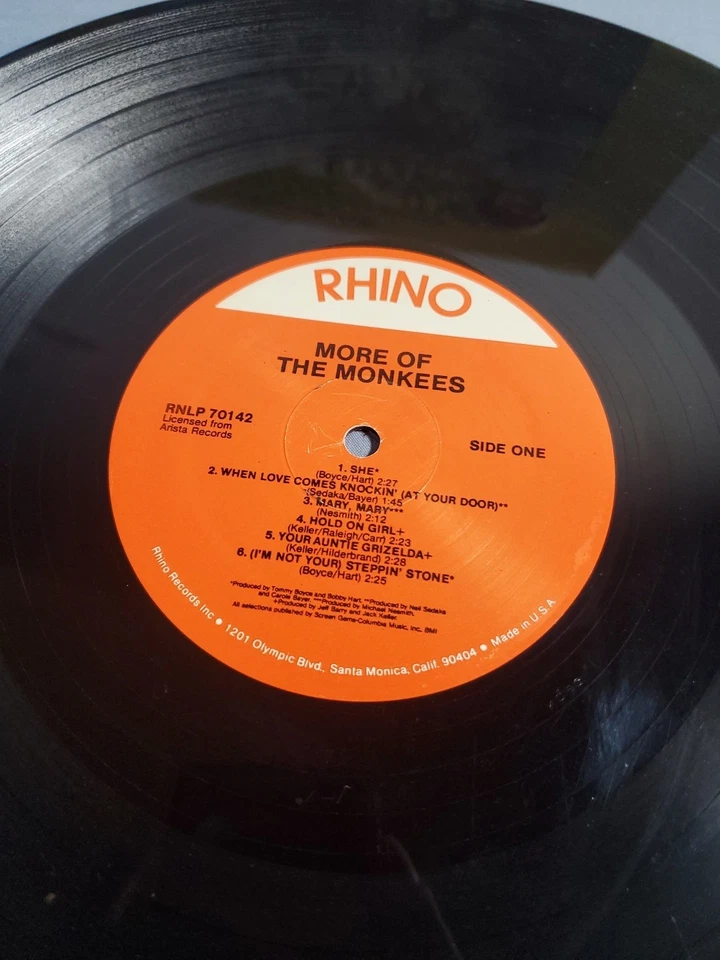 RHINO
MORE OF
THE MONKEES
RNLP 70142
Licensed from
Arista Records
SIDE ONE
1. SHE*
(Boyce/Hart) 2:27
2. WHEN LOVE COMES KNOCKIN' (AT YOUR DOOR)**
(Sedaka/Bayer) 1:45
3. MARY, MARY***
(Nesmith) 2:12
4. HOLD ON GIRL+
(Keller/Raleigh/Carr) 2:23
5. YOUR AUNTIE GRIZELDA+
(Keller/Hilderbrand) 2:28
6. (I'M NOT YOUR) STEPPIN' STONE*
(Boyce/Hart) 2:25
*Produced by Tommy Boyce and Bobby Hart. **Produced by Neil Sedaka
and Carole Bayer. ***Produced by Michael Nesmith.
+Produced by Jeff Barry and Jack Keller.
All selections published by Screen Gems-Columbia Music, Inc. BMI
Rhino Records Inc • 1201 Olympic Blvd., Santa Monica, Calif. 90404 • Made in U.S.A.